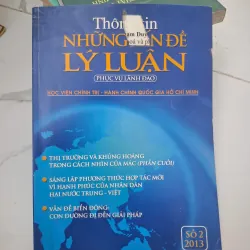 Thông tin
NHỮNG VẤN ĐỀ
LÝ LUẬN
PHỤC VỤ LÃNH ĐẠO
HỌC VIỆN CHÍNH TRỊ - HÀNH CHÍNH QUỐC GIA HỒ CHÍ MINH
THỊ TRƯỜNG VÀ KHỦNG HOẢNG
TRONG CÁCH NHÌN CỦA MÁC (PHẦN CUỐI)
SÁNG LẬP PHƯƠNG THỨC HỢP TÁC MỚI
VÌ HẠNH PHÚC CỦA NHÂN DÂN
HAI NƯỚC TRUNG - VIỆT
VẤN ĐỀ BIỂN ĐÔNG:
CON ĐƯỜNG ĐI ĐẾN GIẢI PHÁP
SỐ 2
2013